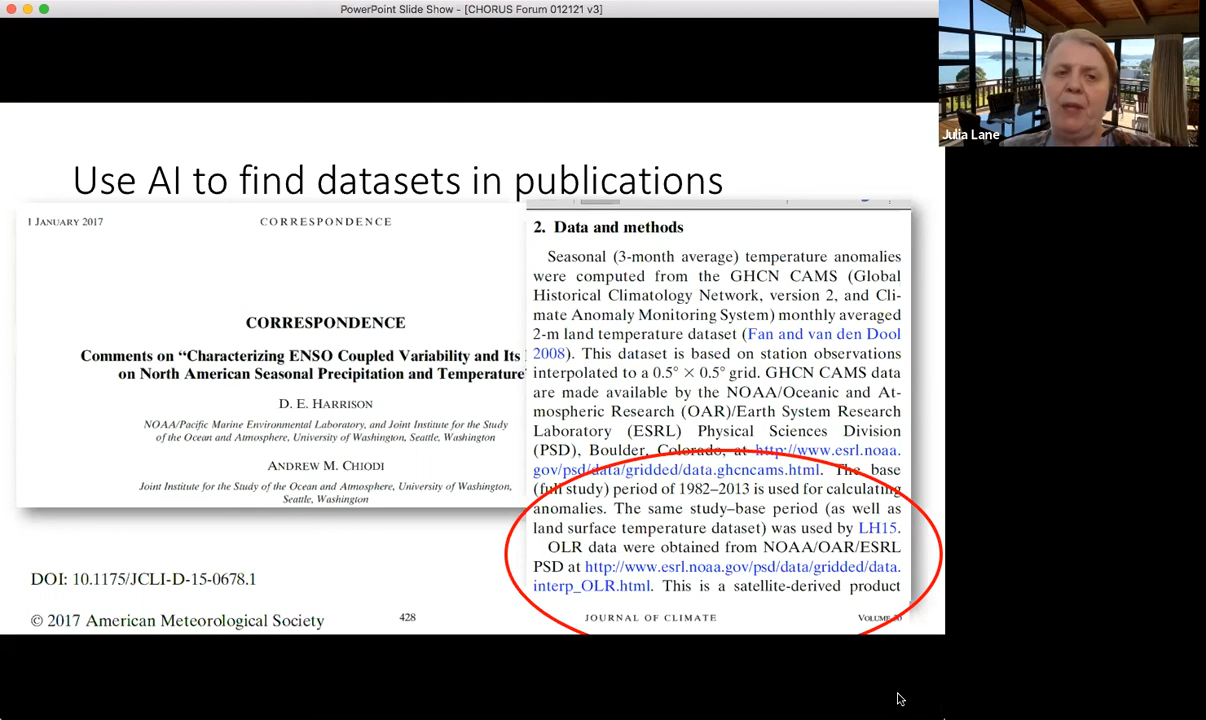 PowerPoint Slide Show - [CHORUS Forum 012121 v3]
Julia Lane
Use AI to find datasets in publications
1 JANUARY 2017
CORRESPONDENCE
CORRESPONDENCE
Comments on “Characterizing ENSO Coupled Variability and Its
on North American Seasonal Precipitation and Temperature”
D. E. HARRISON
NOAA/Pacific Marine Environmental Laboratory, and Joint Institute for the Study
of the Ocean and Atmosphere, University of Washington, Seattle, Washington
ANDREW M. CHIODI
Joint Institute for the Study of the Ocean and Atmosphere, University of Washington,
Seattle, Washington
2. Data and methods
Seasonal (3-month average) temperature anomalies
were computed from the GHCN CAMS (Global
Historical Climatology Network, version 2, and Cli-
mate Anomaly Monitoring System) monthly averaged
2-m land temperature dataset (Fan and van den Dool
2008). This dataset is based on station observations
interpolated to a 0.5° × 0.5° grid. GHCN CAMS data
are made available by the NOAA/Oceanic and At-
mospheric Research (OAR)/Earth System Research
Laboratory (ESRL) Physical Sciences Division
(PSD), Boulder, Colorado, at http://www.esrl.noaa.
gov/psd/data/gridded/data.ghcncams.html. The base
(full study) period of 1982–2013 is used for calculating
anomalies. The same study–base period (as well as
land surface temperature dataset) was used by LH15.
OLR data were obtained from NOAA/OAR/ESRL
PSD at http://www.esrl.noaa.gov/psd/data/gridded/data.
interp_OLR.html. This is a satellite-derived product
DOI: 10.1175/JCLI-D-15-0678.1
© 2017 American Meteorological Society
428
JOURNAL OF CLIMATE
VOLUME